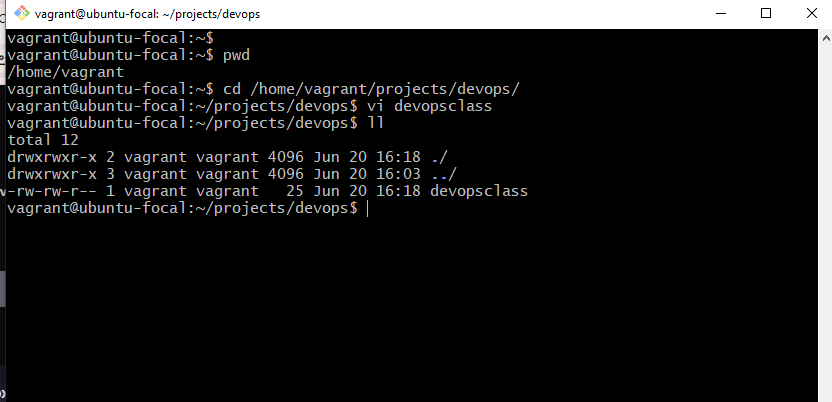 vagrant@ubuntu-focal: ~/projects/devops
vagrant@ubuntu-focal:~$
vagrant@ubuntu-focal:~$ pwd
/home/vagrant
vagrant@ubuntu-focal:~$ cd /home/vagrant/projects/devops/
vagrant@ubuntu-focal:~/projects/devops$ vi devopsclass
vagrant@ubuntu-focal:~/projects/devops$ ll
total 12
drwxrwxr-x 2 vagrant vagrant 4096 Jun 20 16:18 ./
drwxrwxr-x 3 vagrant vagrant 4096 Jun 20 16:03 ../
-rw-rw-r-- 1 vagrant vagrant   25 Jun 20 16:18 devopsclass
vagrant@ubuntu-focal:~/projects/devops$